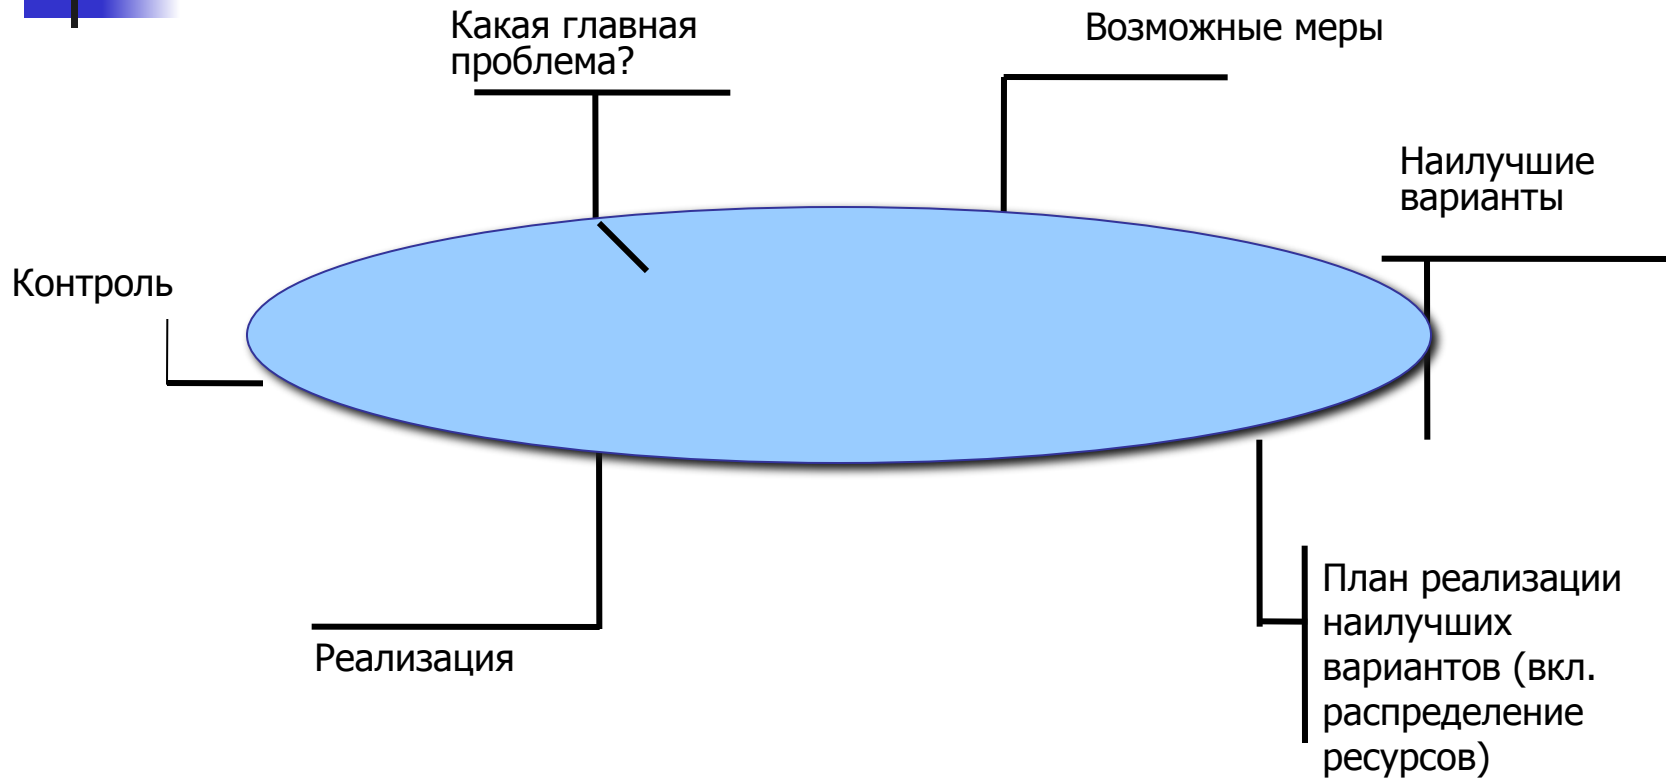 Какая главная
проблема?
Возможные меры
Наилучшие
варианты
Контроль
Реализация
План реализации
наилучших
вариантов (вкл.
распределение
ресурсов)